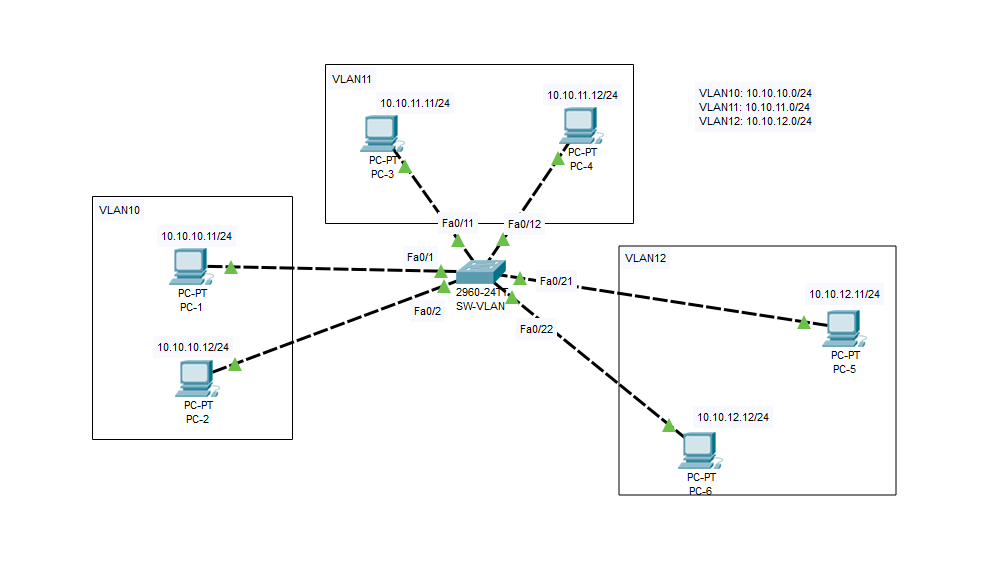 VLAN11
10.10.11.11/24
10.10.11.12/24
VLAN10: 10.10.10.0/24
VLAN11: 10.10.11.0/24
VLAN12: 10.10.12.0/24
PC-PT
PC-3
PC-PT
PC-4
VLAN10
10.10.10.11/24
PC-PT
PC-1
Fa0/11
Fa0/12
Fa0/1
Fa0/2
Fa0/21
Fa0/22
2960-24TT
SW-VLAN
10.10.10.12/24
PC-PT
PC-2
VLAN12
10.10.12.11/24
PC-PT
PC-5
10.10.12.12/24
PC-PT
PC-6